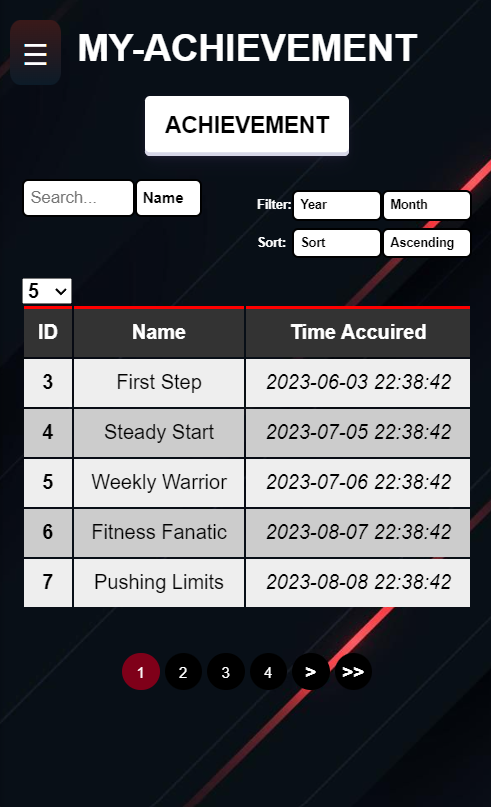 ☰ MY-ACHIEVEMENT
ACHIEVEMENT
Search... Name
Filter: Year Month
Sort: Sort Ascending
5
ID Name Time Accuired
3 First Step 2023-06-03 22:38:42
4 Steady Start 2023-07-05 22:38:42
5 Weekly Warrior 2023-07-06 22:38:42
6 Fitness Fanatic 2023-08-07 22:38:42
7 Pushing Limits 2023-08-08 22:38:42
1 2 3 4 > >>